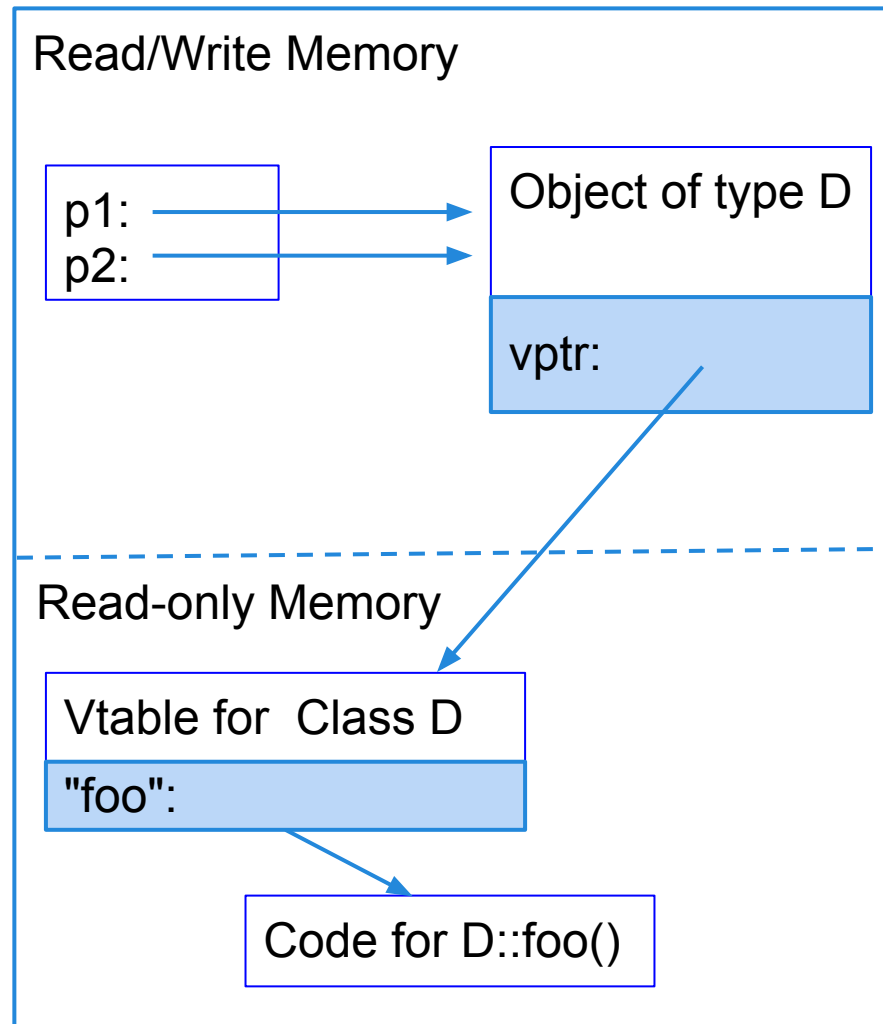 Read/Write Memory
p1:
p2:
Object of type D
vptr:
Read-only Memory
Vtable for  Class D
"foo":
Code for D::foo()